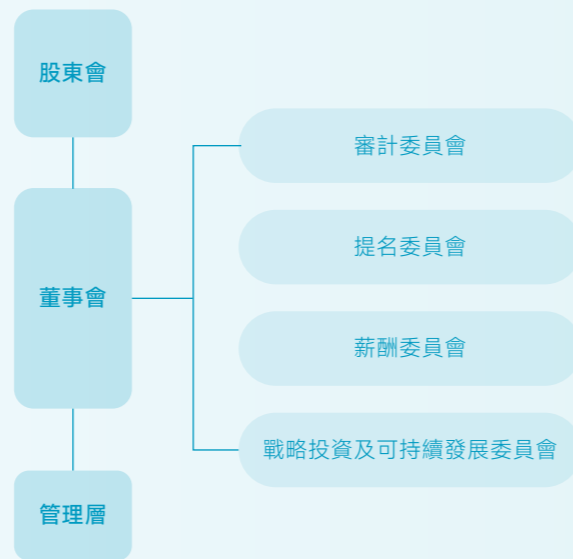 股東會
董事會
管理層
審計委員會
提名委員會
薪酬委員會
戰略投資及可持續發展委員會